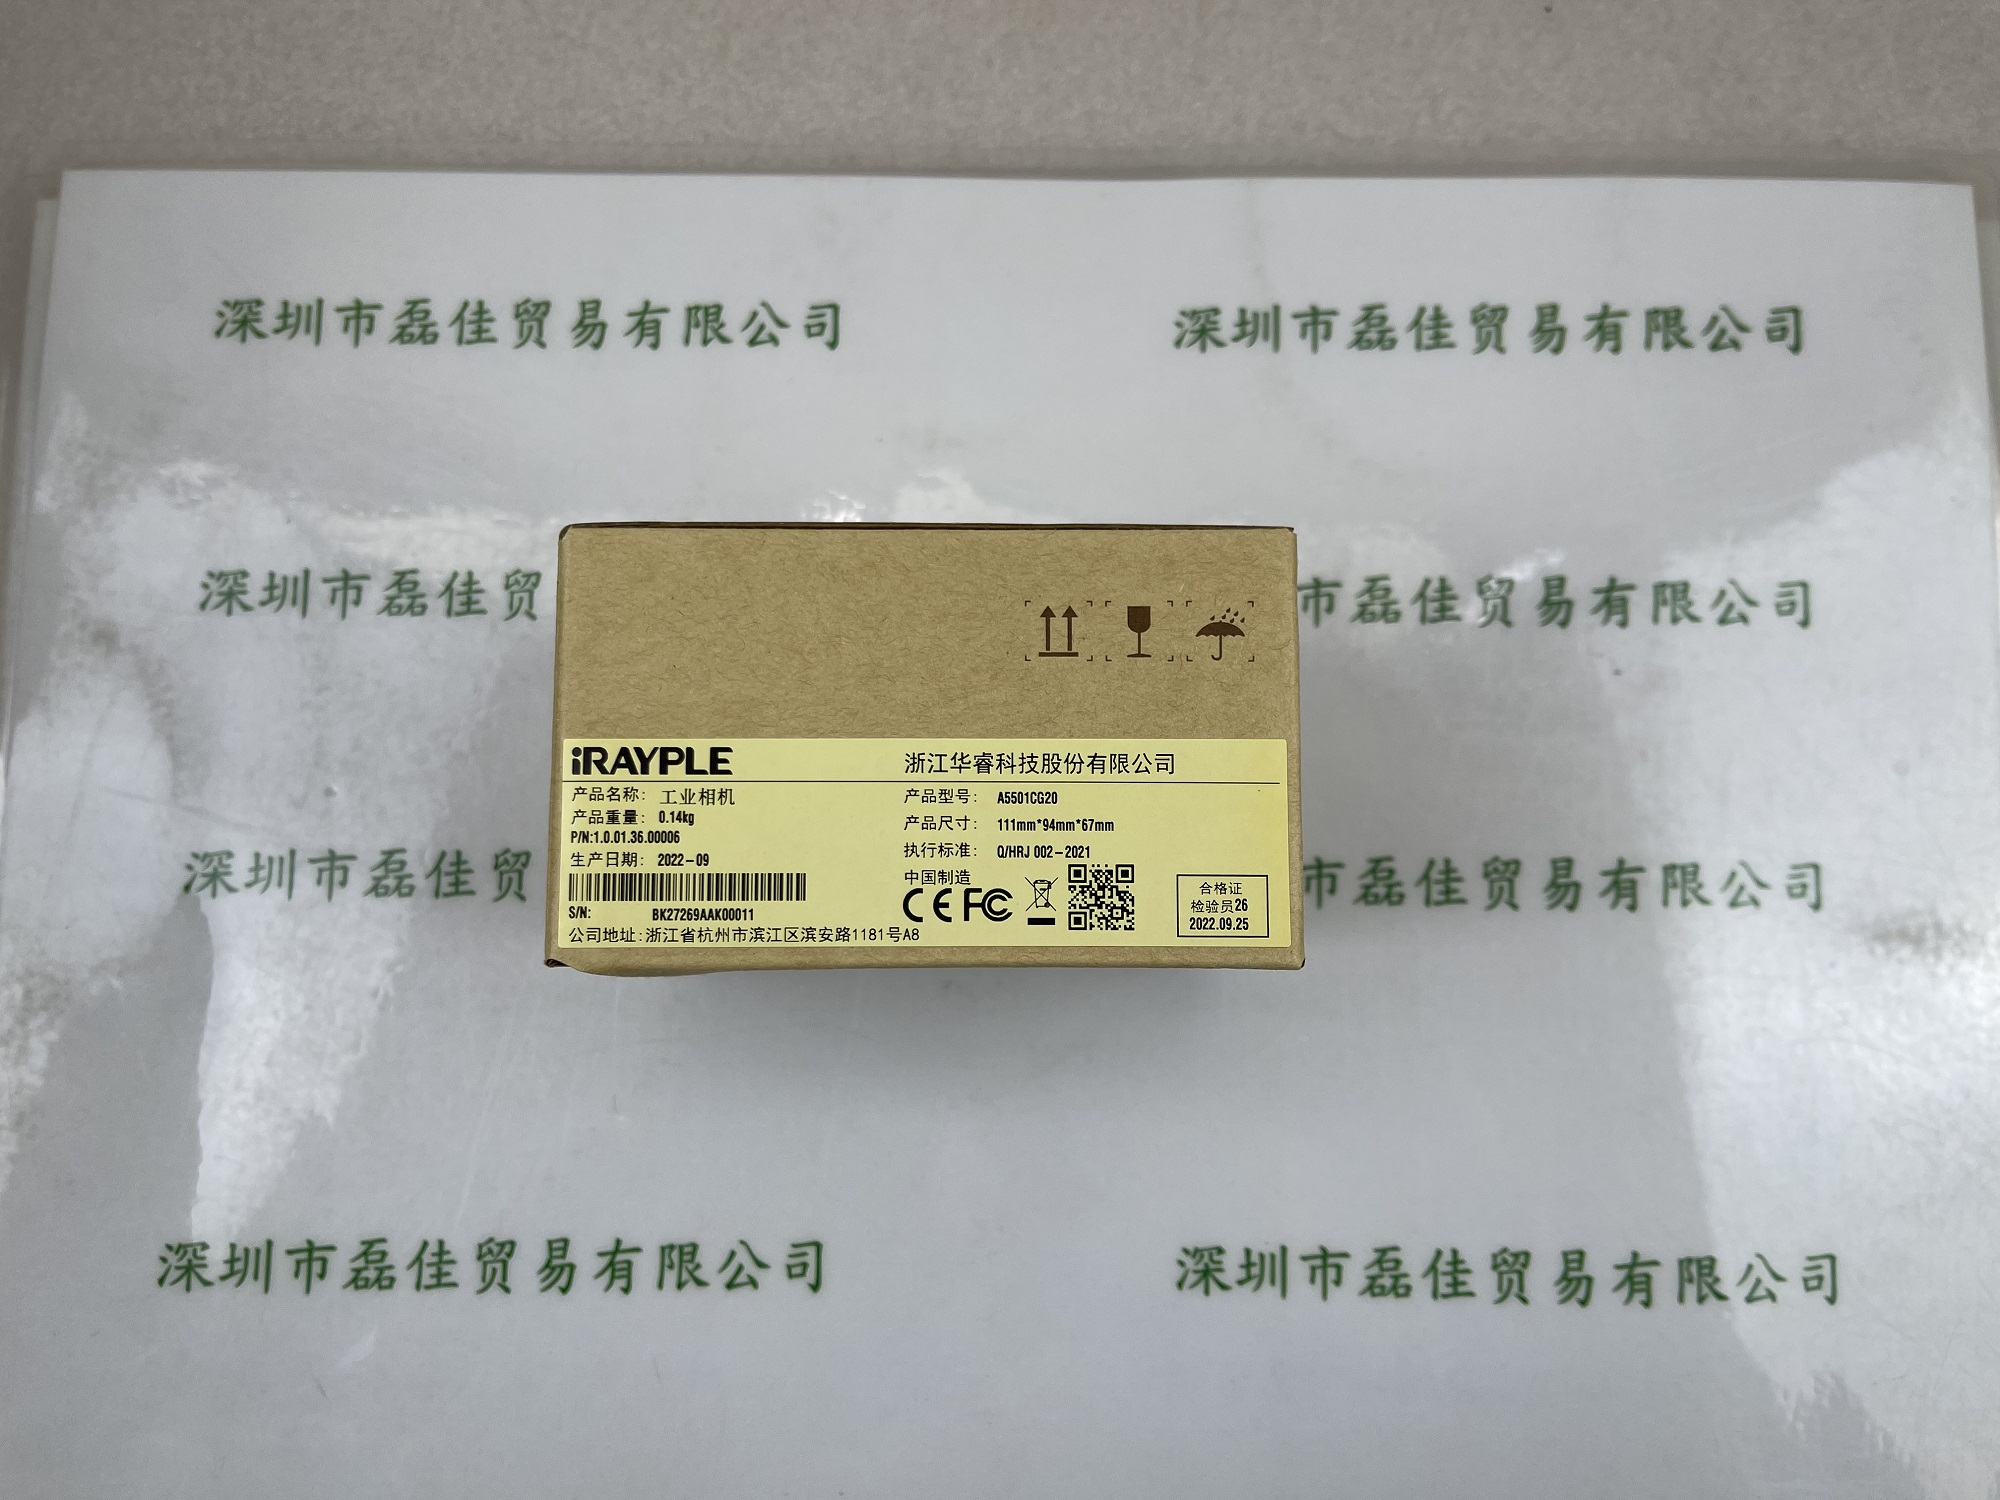 深圳市磊佳贸易有限公司
深圳市磊佳贸易有限公司
深圳市磊佳贸
市磊佳贸易有限公司
iRAYPLE
浙江华睿科技股份有限公司
产品名称: 工业相机
产品型号: A5501CG20
产品重量: 0.14kg
产品尺寸: 111mm*94mm*67mm
P/N:1.0.01.36.00006
执行标准: Q/HRJ 002-2021
生产日期: 2022-09
中国制造
CE FC
合格证
检验员26
2022.09.25
S/N: BK27269AAK00011
公司地址:浙江省杭州市滨江区滨安路1181号A8
深圳市磊佳贸
市磊佳贸易有限公司
深圳市磊佳贸易有限公司
深圳市磊佳贸易有限公司